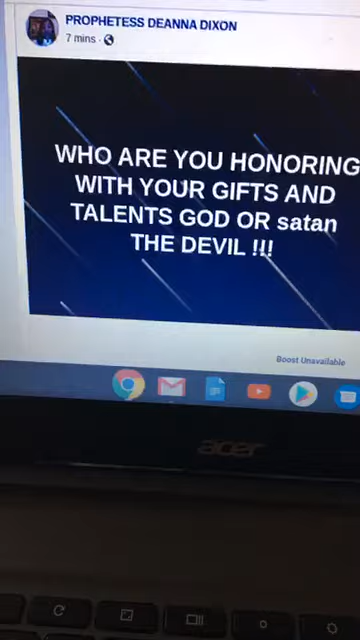 PROPHETESS DEANNA DIXON
7 mins ·
WHO ARE YOU HONORING
WITH YOUR GIFTS AND
TALENTS GOD OR satan
THE DEVIL !!!
Boost Unavailable
acer